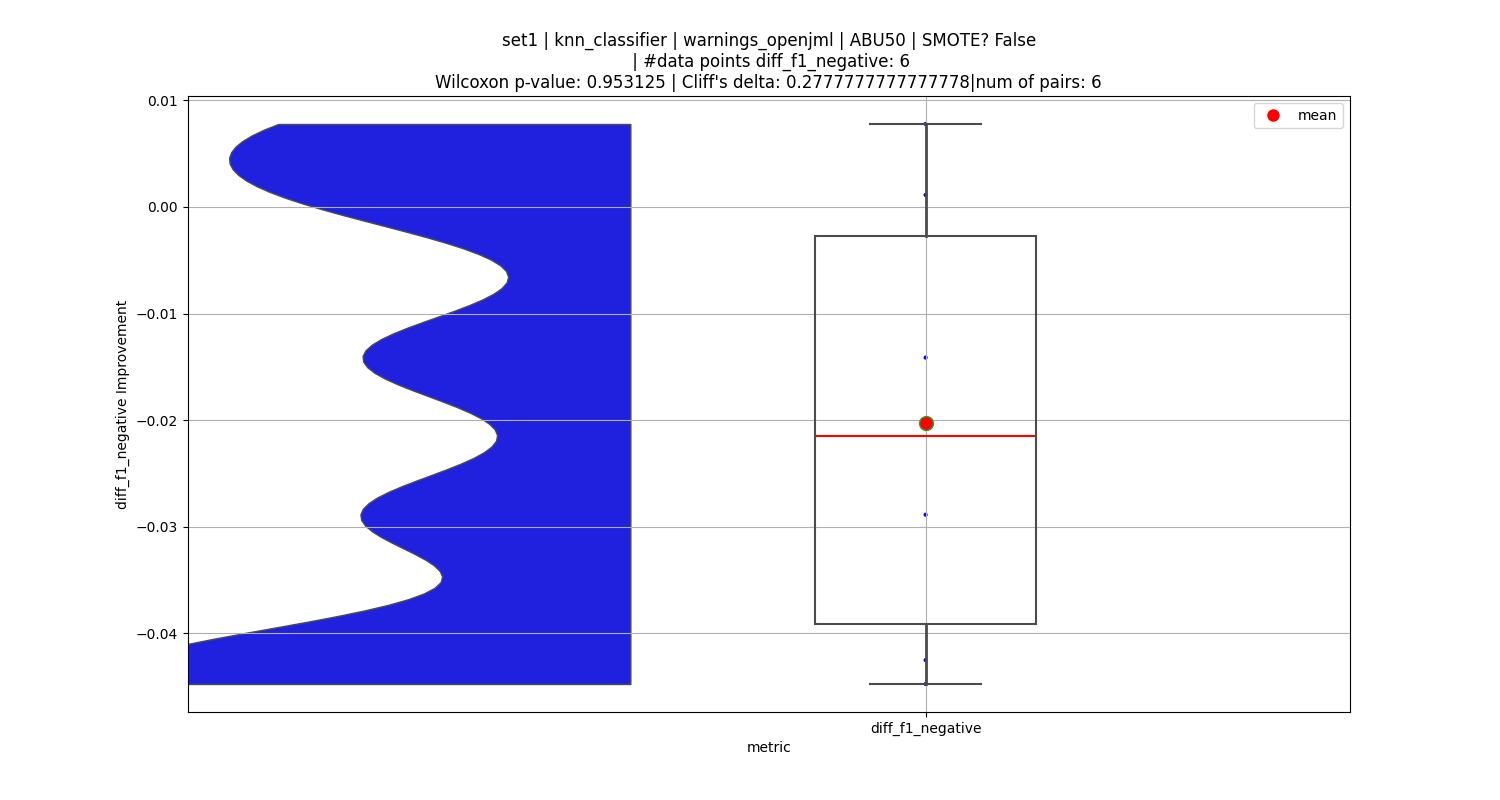 set1 | knn_classifier | warnings_openjml | ABU50 | SMOTE? False
| #data points diff_f1_negative: 6
Wilcoxon p-value: 0.953125 | Cliff's delta: 0.2777777777777778|num of pairs: 6
mean
0.01
0.00
−0.01
−0.02
−0.03
−0.04
diff_f1_negative Improvement
diff_f1_negative
metric